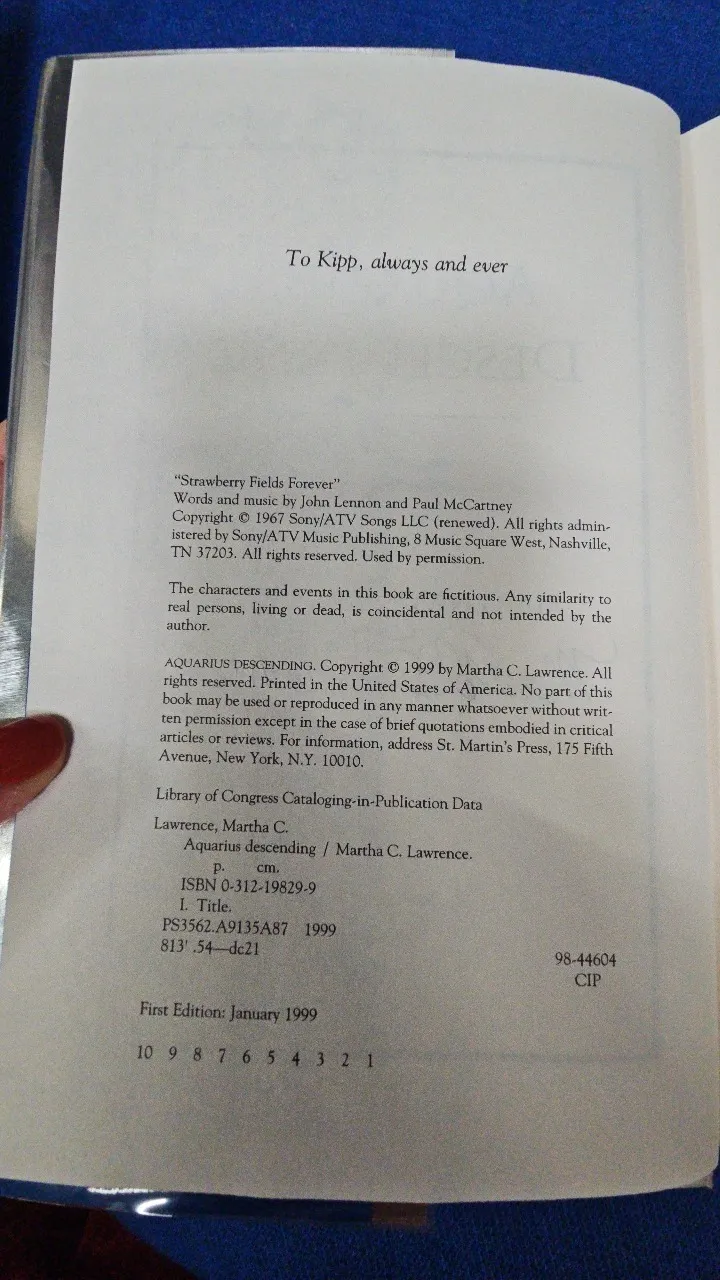 To Kipp, always and ever
"Strawberry Fields Forever"
Words and music by John Lennon and Paul McCartney
Copyright © 1967 Sony/ATV Songs LLC (renewed). All rights admin-
istered by Sony/ATV Music Publishing, 8 Music Square West, Nashville,
TN 37203. All rights reserved. Used by permission.
The characters and events in this book are fictitious. Any similarity to
real persons, living or dead, is coincidental and not intended by the
author.
AQUARIUS DESCENDING. Copyright © 1999 by Martha C. Lawrence. All
rights reserved. Printed in the United States of America. No part of this
book may be used or reproduced in any manner whatsoever without writ-
ten permission except in the case of brief quotations embodied in critical
articles or reviews. For information, address St. Martin's Press, 175 Fifth
Avenue, New York, N.Y. 10010.
Library of Congress Cataloging-in-Publication Data
Lawrence, Martha C.
Aquarius descending / Martha C. Lawrence.
p. cm.
ISBN 0-312-19829-9
I. Title.
PS3562.A9135A87 1999
813'.54—dc21
98-44604
CIP
First Edition: January 1999
10 9 8 7 6 5 4 3 2 1